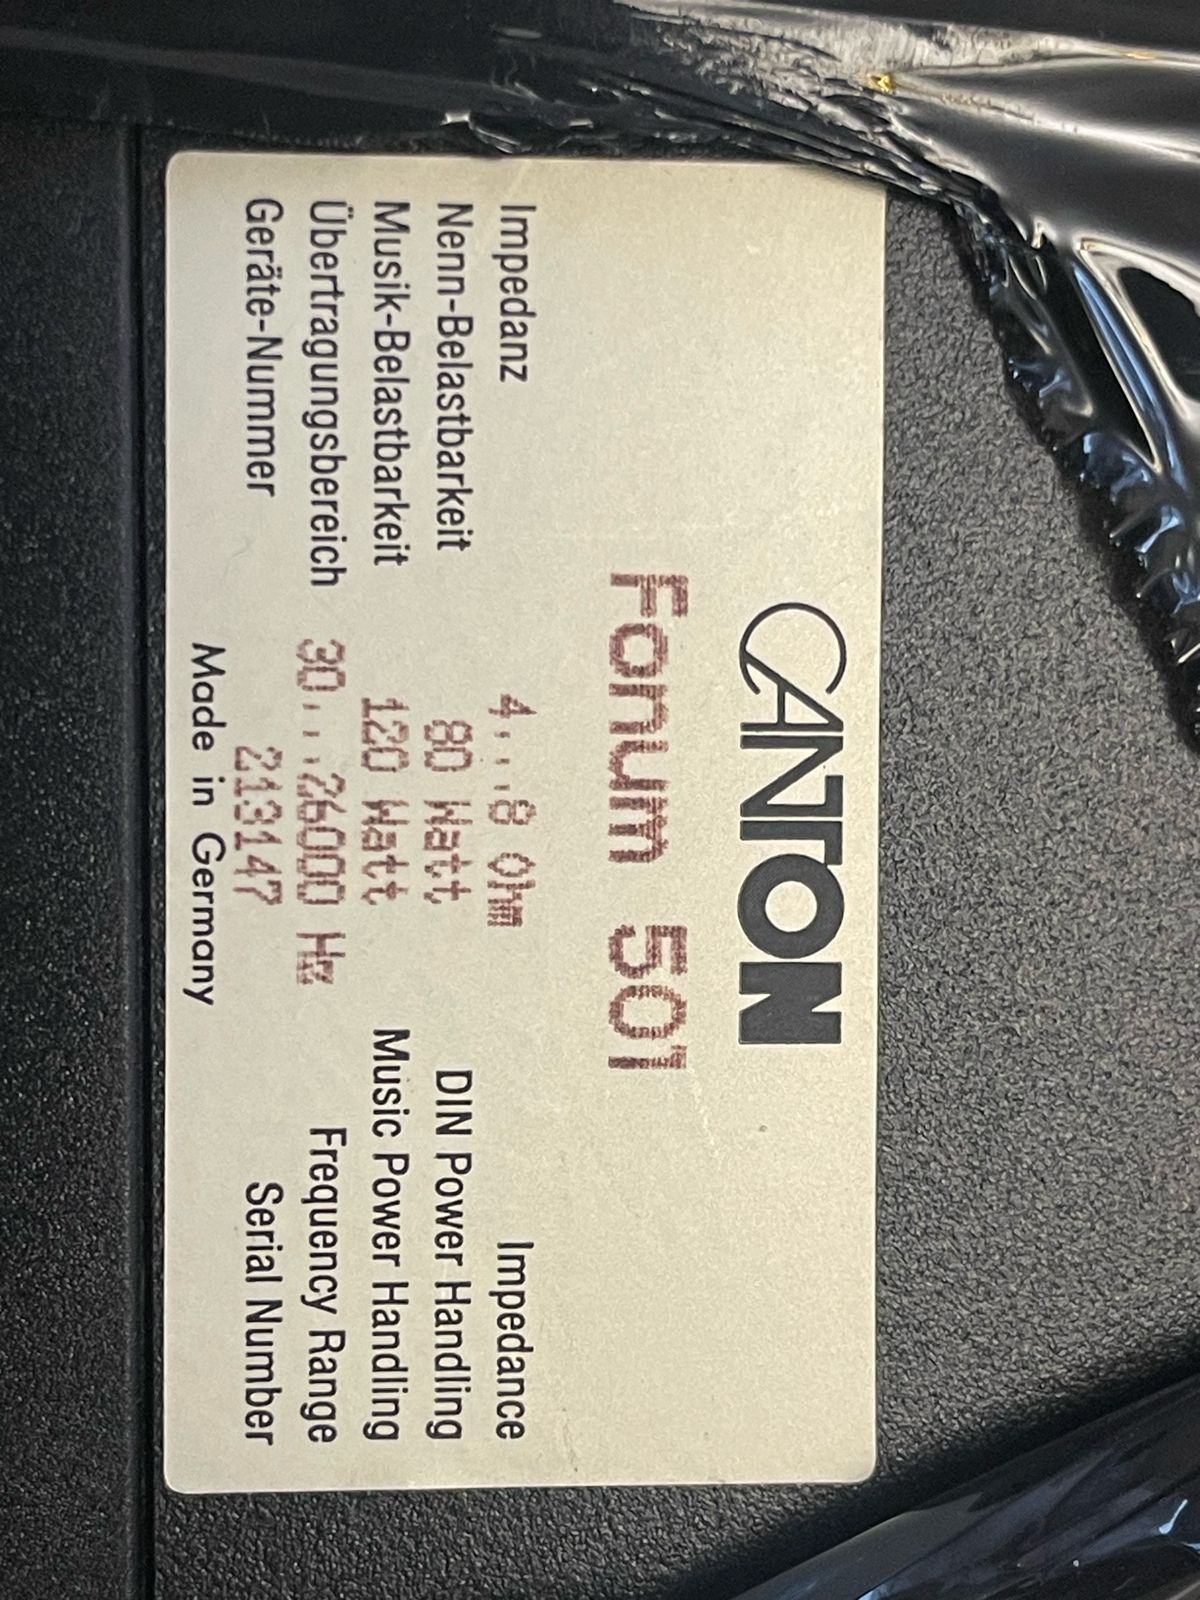 CANTON
Fonum 501
Impedanz 4...8 Ohm Impedance
Nenn-Belastbarkeit 80 Watt DIN Power Handling
Musik-Belastbarkeit 120 Watt Music Power Handling
Übertragungsbereich 30...26000 Hz Frequency Range
Geräte-Nummer 213147 Serial Number
Made in Germany